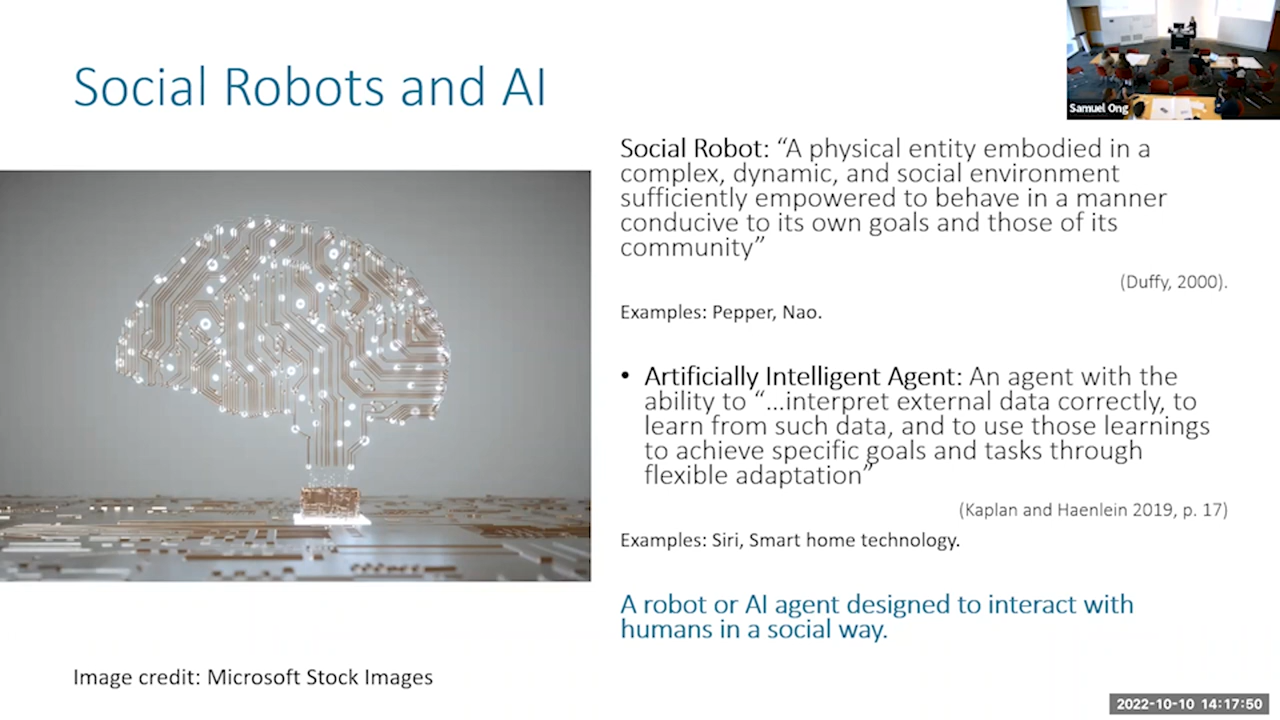 Social Robots and AI
Samuel Ong
Social Robot: “A physical entity embodied in a
complex, dynamic, and social environment
sufficiently empowered to behave in a manner
conducive to its own goals and those of its
community”
(Duffy, 2000).
Examples: Pepper, Nao.
• Artificially Intelligent Agent: An agent with the
ability to “…interpret external data correctly, to
learn from such data, and to use those learnings
to achieve specific goals and tasks through
flexible adaptation”
(Kaplan and Haenlein 2019, p. 17)
Examples: Siri, Smart home technology.
A robot or AI agent designed to interact with
humans in a social way.
Image credit: Microsoft Stock Images
2022-10-10 14:17:50